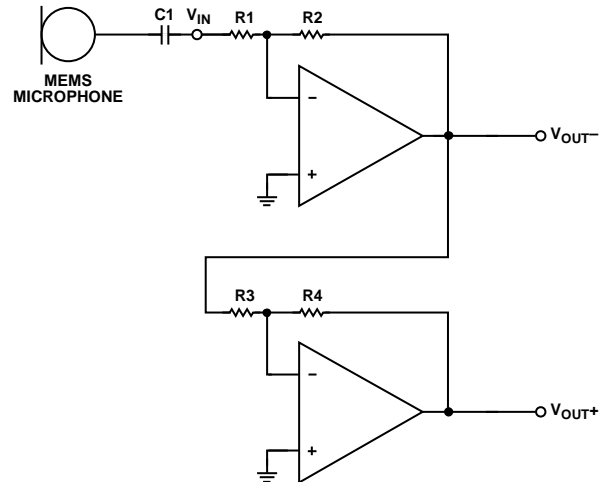 C1 V_IN R1 R2
MEMS
MICROPHONE
−
+
V_OUT−
R3 R4
−
+
V_OUT+